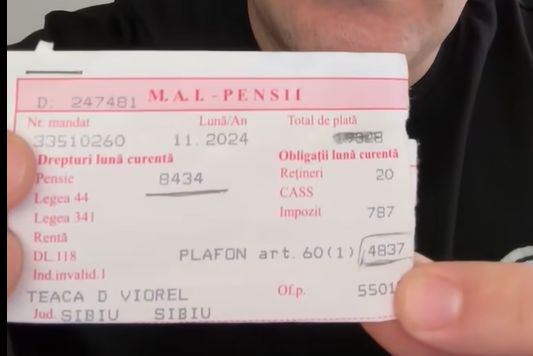 D. 247481 M.A.I. - PENSII
Nr. mandat Lună/An Total de plată
33510260 11.2024
Drepturi lună curentă Obligații lună curentă
Pensie 8434 Rețineri 20
Legea 44 CASS
Legea 341 Impozit 787
Rentă
DL 118 PLAFON art.60(1) 4837
Ind.invalid.1
TEACA D VIOREL Of.p. 5501
Jud. SIBIU SIBIU